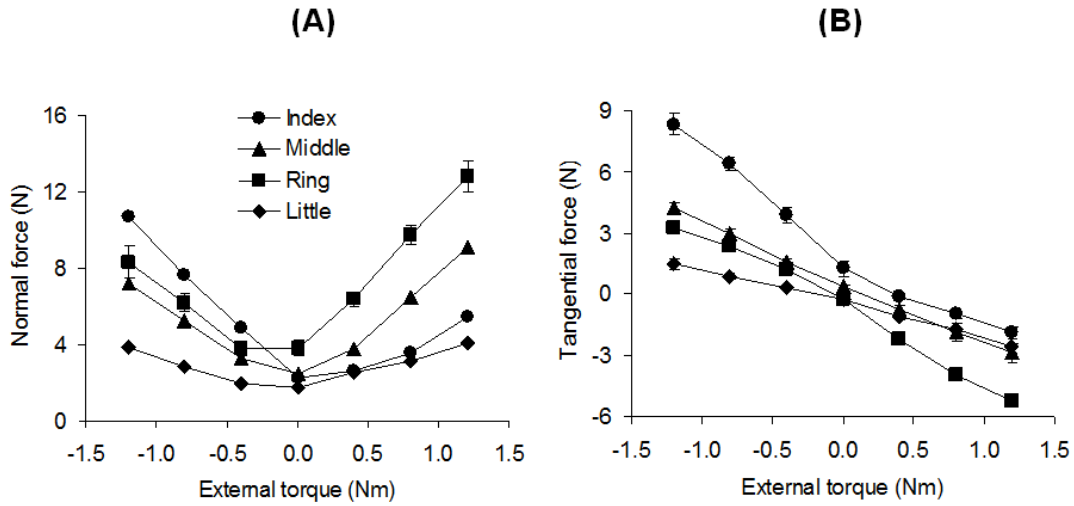 (A)
(B)
Normal force (N)
16
12
8
4
0
Index
Middle
Ring
Little
-1.5 -1.0 -0.5 0.0 0.5 1.0 1.5
External torque (Nm)
Tangential force (N)
9
6
3
0
-3
-6
-1.5 -1.0 -0.5 0.0 0.5 1.0 1.5
External torque (Nm)